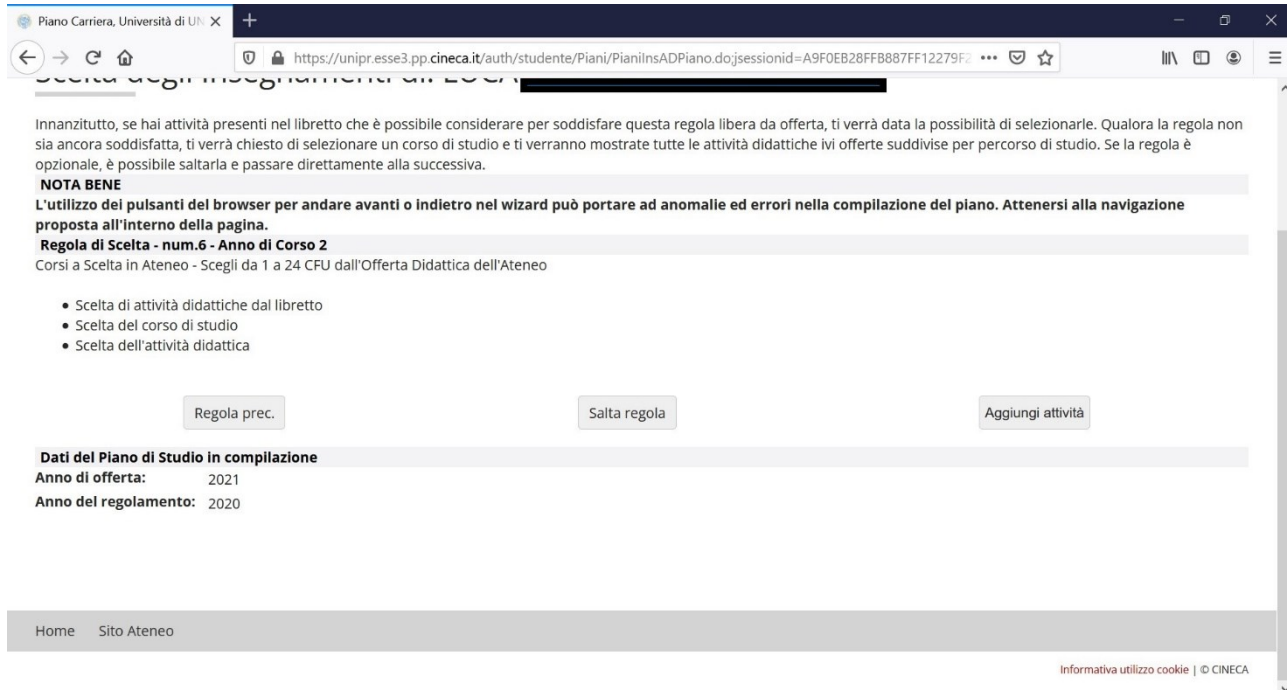 Piano Carriera, Università di UN
https://unipr.esse3.pp.cineca.it/auth/studente/Piani/PianiInsADPiano.do;jsessionid=A9F0EB28FFB887FF12279F2
Scelta degli insegnamenti di: LUCA
Innanzitutto, se hai attività presenti nel libretto che è possibile considerare per soddisfare questa regola libera da offerta, ti verrà data la possibilità di selezionarle. Qualora la regola non
sia ancora soddisfatta, ti verrà chiesto di selezionare un corso di studio e ti verranno mostrate tutte le attività didattiche ivi offerte suddivise per percorso di studio. Se la regola è
opzionale, è possibile saltarla e passare direttamente alla successiva.
NOTA BENE
L'utilizzo dei pulsanti del browser per andare avanti o indietro nel wizard può portare ad anomalie ed errori nella compilazione del piano. Attenersi alla navigazione
proposta all'interno della pagina.
Regola di Scelta - num.6 - Anno di Corso 2
Corsi a Scelta in Ateneo - Scegli da 1 a 24 CFU dall'Offerta Didattica dell'Ateneo
• Scelta di attività didattiche dal libretto
• Scelta del corso di studio
• Scelta dell'attività didattica
Regola prec. Salta regola Aggiungi attività
Dati del Piano di Studio in compilazione
Anno di offerta: 2021
Anno del regolamento: 2020
Home Sito Ateneo
Informativa utilizzo cookie | © CINECA